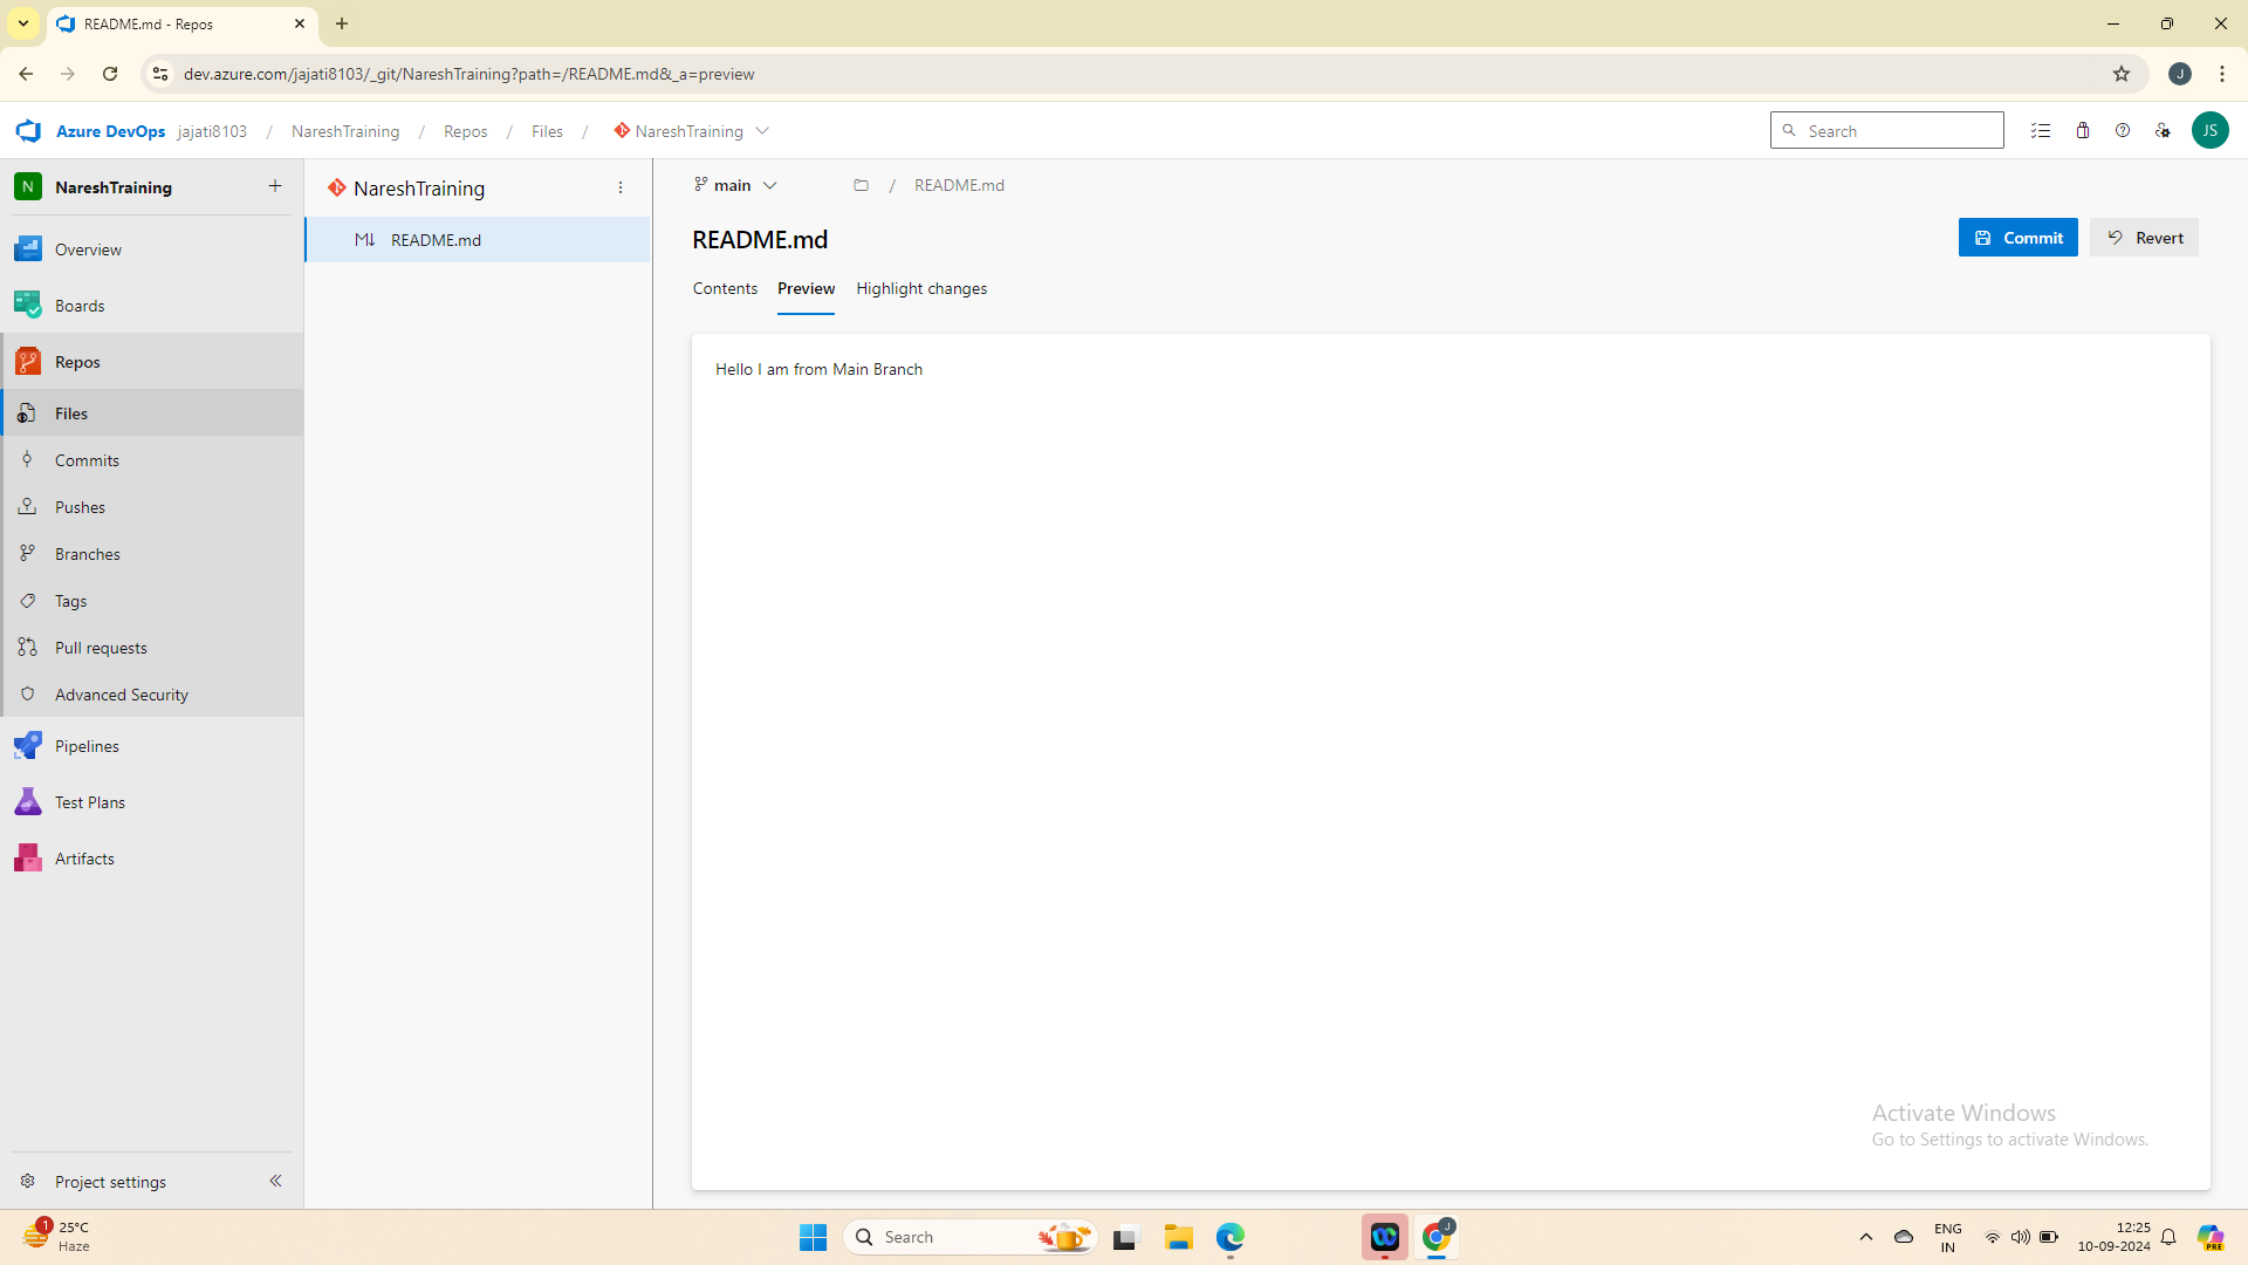 README.md - Repos
dev.azure.com/jajati8103/_git/NareshTraining?path=/README.md&_a=preview
J
Azure DevOps jajati8103 / NareshTraining / Repos / Files / NareshTraining
Search
JS
N NareshTraining
Overview
Boards
Repos
Files
Commits
Pushes
Branches
Tags
Pull requests
Advanced Security
Pipelines
Test Plans
Artifacts
Project settings
NareshTraining
M↓ README.md
main
/ README.md
README.md
Commit
Revert
Contents Preview Highlight changes
Hello I am from Main Branch
Activate Windows
Go to Settings to activate Windows.
1
25°C
Haze
Search
J
ENG
IN
12:25
10-09-2024
PRE